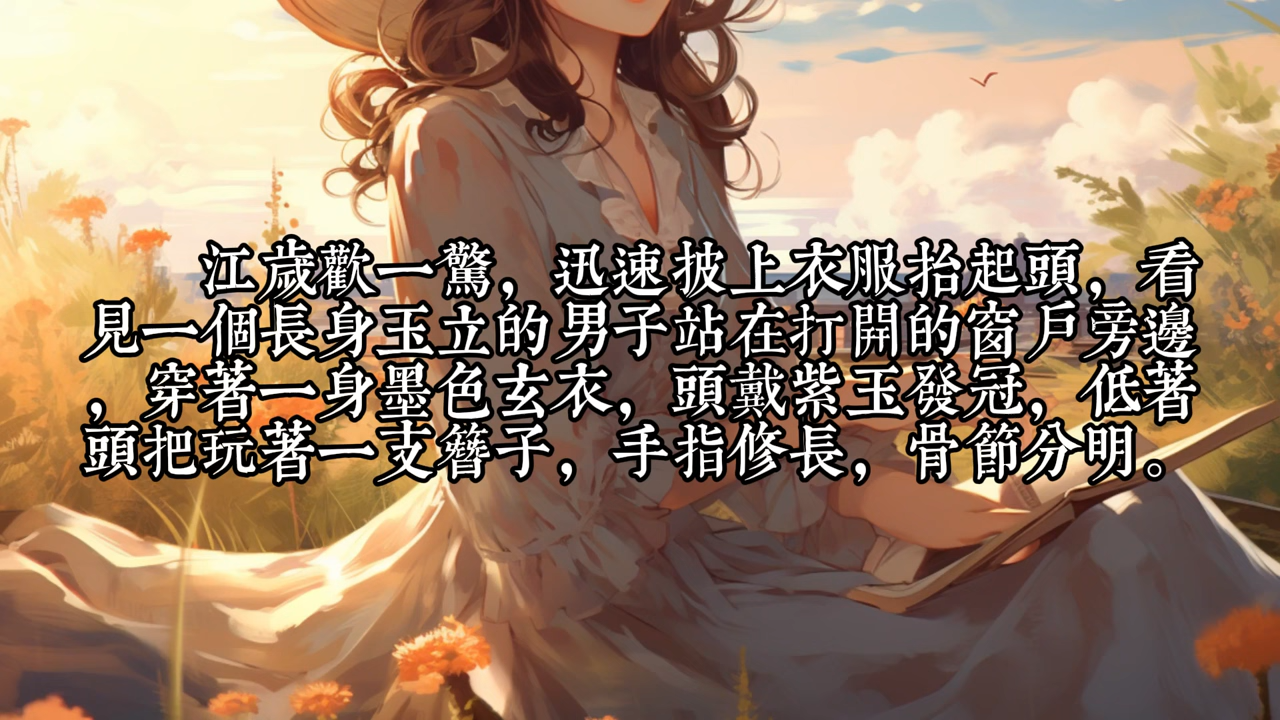 江歲歡一驚，迅速披上衣服抬起頭，看
見一個長身玉立的男子站在打開的窗戶旁邊
，穿著一身墨色玄衣，頭戴紫玉發冠，低著
頭把玩著一支簪子，手指修長，骨節分明。